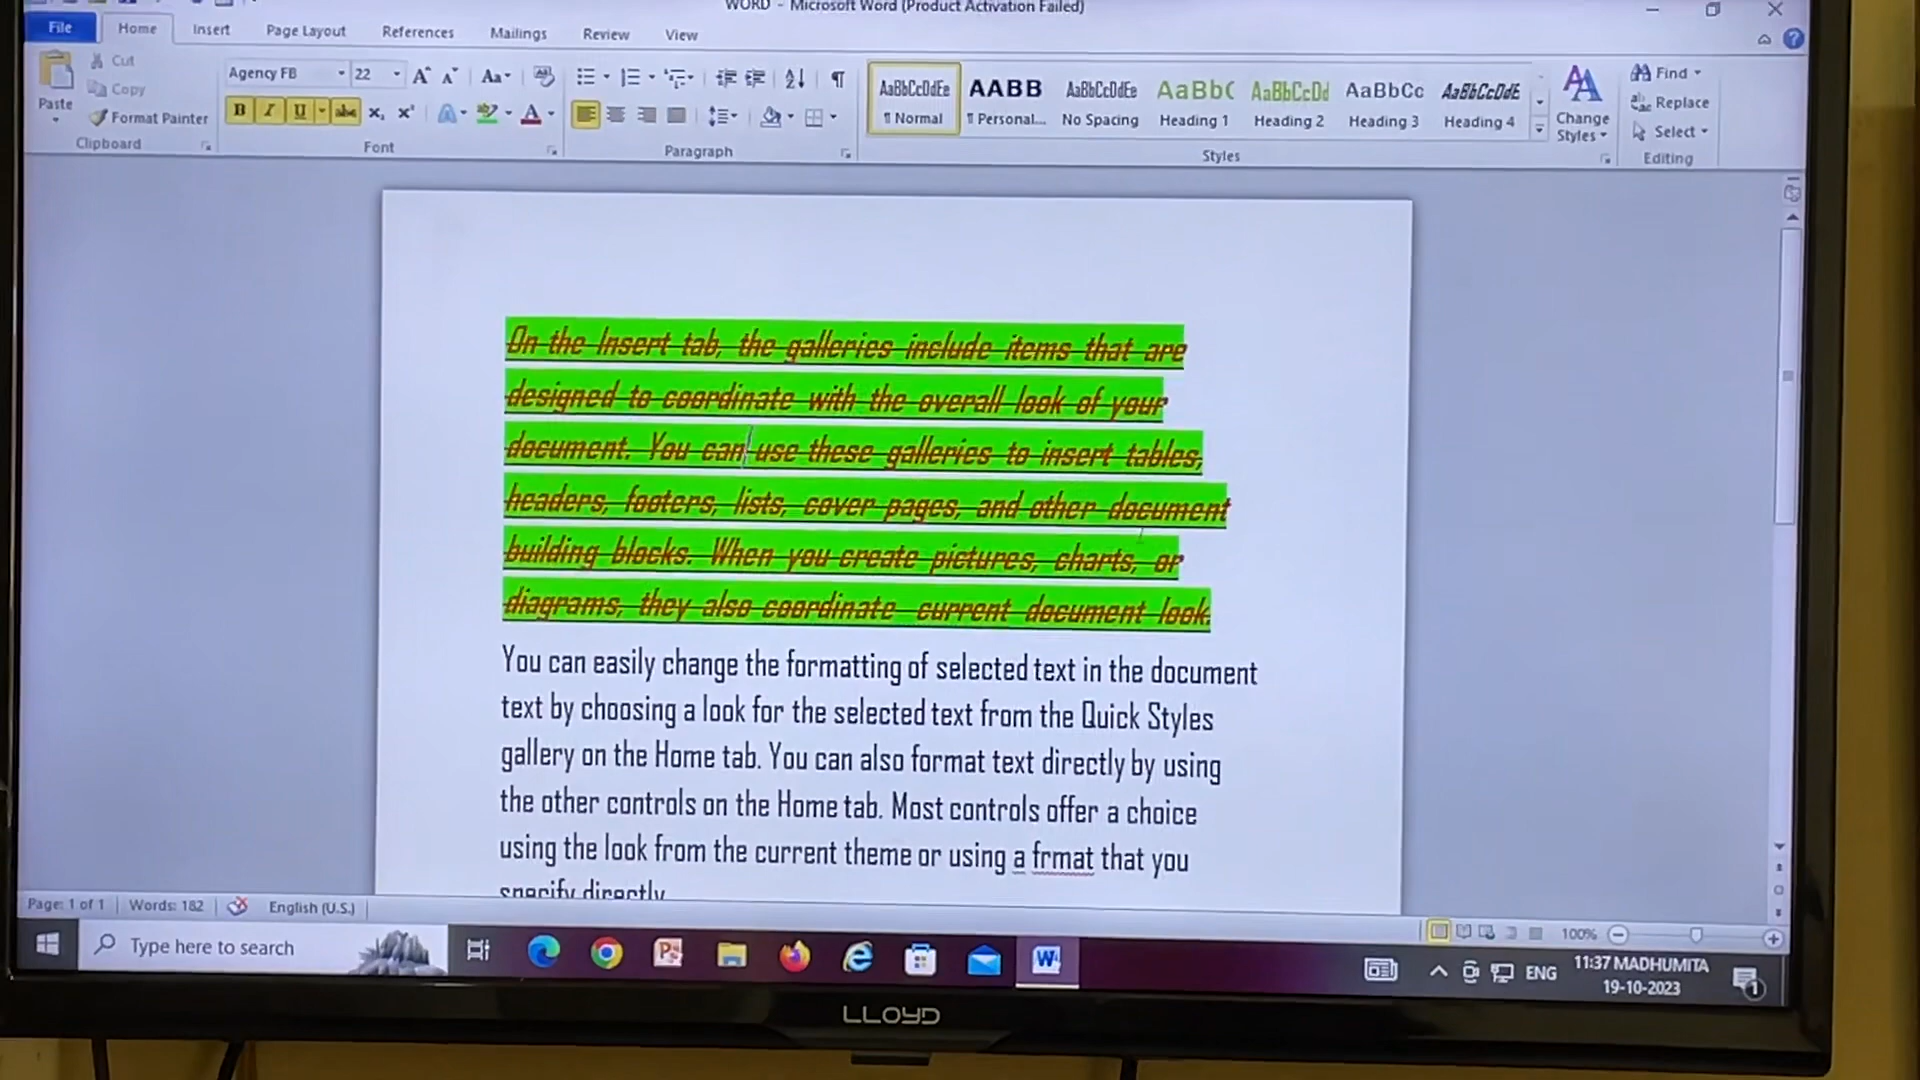 WORD - Microsoft Word (Product Activation Failed)
File Home Insert Page Layout References Mailings Review View
Cut
Copy
Paste
Format Painter
Clipboard
Agency FB 22
Font
Paragraph
AaBbCcDdEe AABB AaBbCcDdEe AaBbC AaBbCcDd AaBbCc AaBbCcDdE
¶ Normal ¶ Personal... No Spacing Heading 1 Heading 2 Heading 3 Heading 4
Change
Styles
Styles
Find
Replace
Select
Editing
On the Insert tab, the galleries include items that are
designed to coordinate with the overall look of your
document. You can use these galleries to insert tables,
headers, footers, lists, cover pages, and other document
building blocks. When you create pictures, charts, or
diagrams, they also coordinate current document look.
You can easily change the formatting of selected text in the document
text by choosing a look for the selected text from the Quick Styles
gallery on the Home tab. You can also format text directly by using
the other controls on the Home tab. Most controls offer a choice
using the look from the current theme or using a frmat that you
specify directly.
Page: 1 of 1 Words: 182 English (U.S.) 100%
Type here to search
ENG
11:37 MADHUMITA
19-10-2023
1
LLOYD